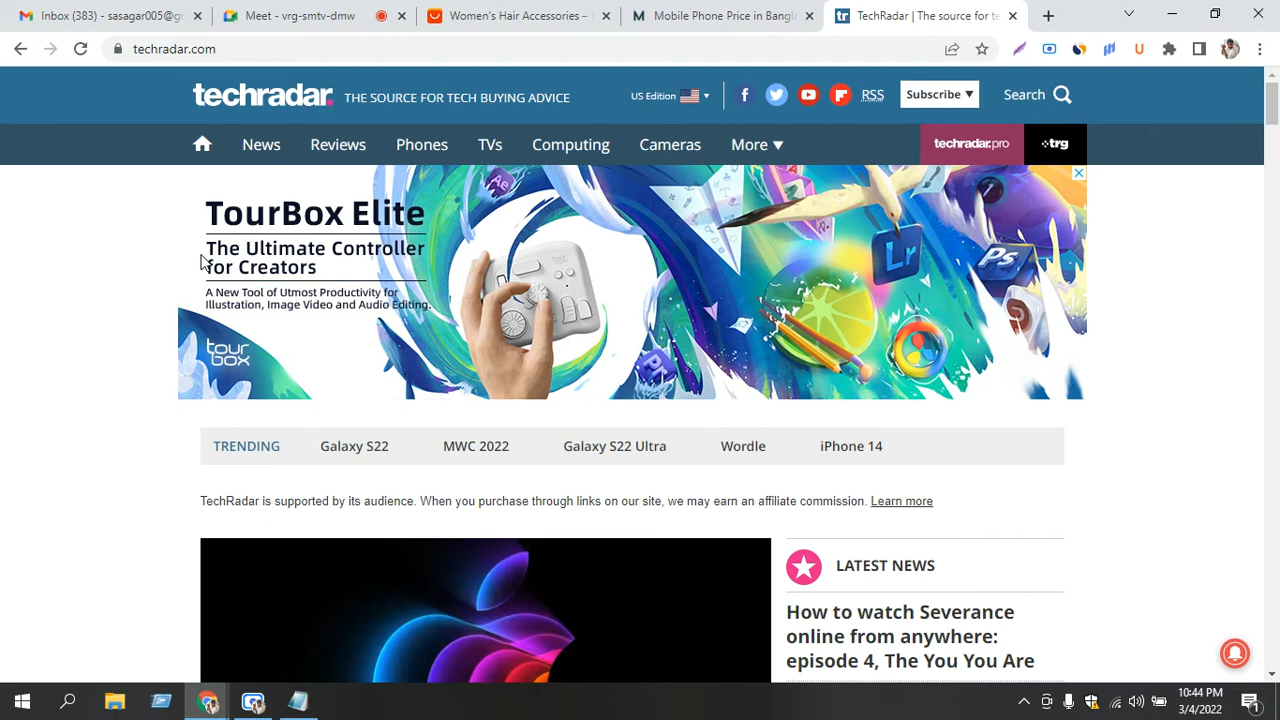 Inbox (383) - sasagar005@gr
Meet - vrg-smtv-dmw
Women's Hair Accessories –
Mobile Phone Price in Bangla
TechRadar | The source for te
techradar.com
techradar. THE SOURCE FOR TECH BUYING ADVICE
US Edition
RSS
Subscribe ▼
Search
News
Reviews
Phones
TVs
Computing
Cameras
More ▼
techradar.pro
trg
TourBox Elite
The Ultimate Controller
for Creators
A New Tool of Utmost Productivity for
Illustration, Image Video and Audio Editing.
tour
box
Ae
Lr
Ps
Pr
TRENDING
Galaxy S22
MWC 2022
Galaxy S22 Ultra
Wordle
iPhone 14
TechRadar is supported by its audience. When you purchase through links on our site, we may earn an affiliate commission. Learn more
LATEST NEWS
How to watch Severance
online from anywhere:
episode 4, The You You Are
10:44 PM
3/4/2022
1